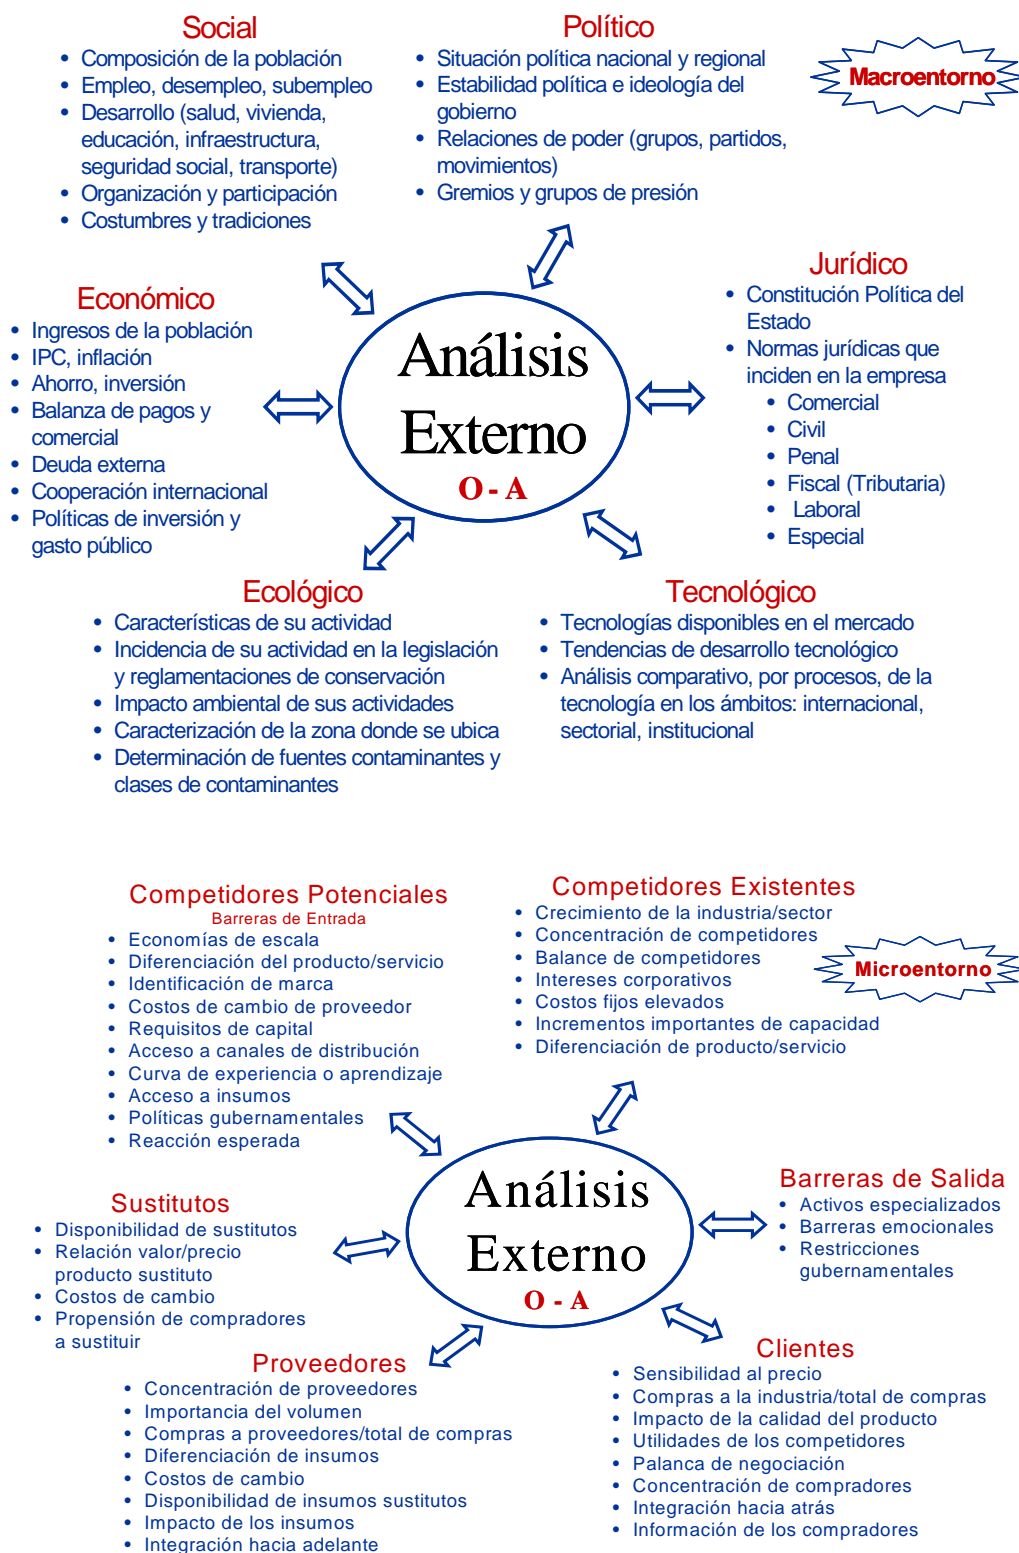 Social
• Composición de la población
• Empleo, desempleo, subempleo
• Desarrollo (salud, vivienda,
educación, infraestructura,
seguridad social, transporte)
• Organización y participación
• Costumbres y tradiciones
Político
• Situación política nacional y regional
• Estabilidad política e ideología del
gobierno
• Relaciones de poder (grupos, partidos,
movimientos)
• Gremios y grupos de presión
Macroentorno
Económico
• Ingresos de la población
• IPC, inflación
• Ahorro, inversión
• Balanza de pagos y
comercial
• Deuda externa
• Cooperación internacional
• Políticas de inversión y
gasto público
Análisis
Externo
O - A
Jurídico
• Constitución Política del
Estado
• Normas jurídicas que
inciden en la empresa
• Comercial
• Civil
• Penal
• Fiscal (Tributaria)
• Laboral
• Especial
Ecológico
• Características de su actividad
• Incidencia de su actividad en la legislación
y reglamentaciones de conservación
• Impacto ambiental de sus actividades
• Caracterización de la zona donde se ubica
• Determinación de fuentes contaminantes y
clases de contaminantes
Tecnológico
• Tecnologías disponibles en el mercado
• Tendencias de desarrollo tecnológico
• Análisis comparativo, por procesos, de la
tecnología en los ámbitos: internacional,
sectorial, institucional
Competidores Potenciales
Barreras de Entrada
• Economías de escala
• Diferenciación del producto/servicio
• Identificación de marca
• Costos de cambio de proveedor
• Requisitos de capital
• Acceso a canales de distribución
• Curva de experiencia o aprendizaje
• Acceso a insumos
• Políticas gubernamentales
• Reacción esperada
Competidores Existentes
• Crecimiento de la industria/sector
• Concentración de competidores
• Balance de competidores
• Intereses corporativos
• Costos fijos elevados
• Incrementos importantes de capacidad
• Diferenciación de producto/servicio
Microentorno
Sustitutos
• Disponibilidad de sustitutos
• Relación valor/precio
producto sustituto
• Costos de cambio
• Propensión de compradores
a sustituir
Análisis
Externo
O - A
Barreras de Salida
• Activos especializados
• Barreras emocionales
• Restricciones
gubernamentales
Proveedores
• Concentración de proveedores
• Importancia del volumen
• Compras a proveedores/total de compras
• Diferenciación de insumos
• Costos de cambio
• Disponibilidad de insumos sustitutos
• Impacto de los insumos
• Integración hacia adelante
Clientes
• Sensibilidad al precio
• Compras a la industria/total de compras
• Impacto de la calidad del producto
• Utilidades de los competidores
• Palanca de negociación
• Concentración de compradores
• Integración hacia atrás
• Información de los compradores